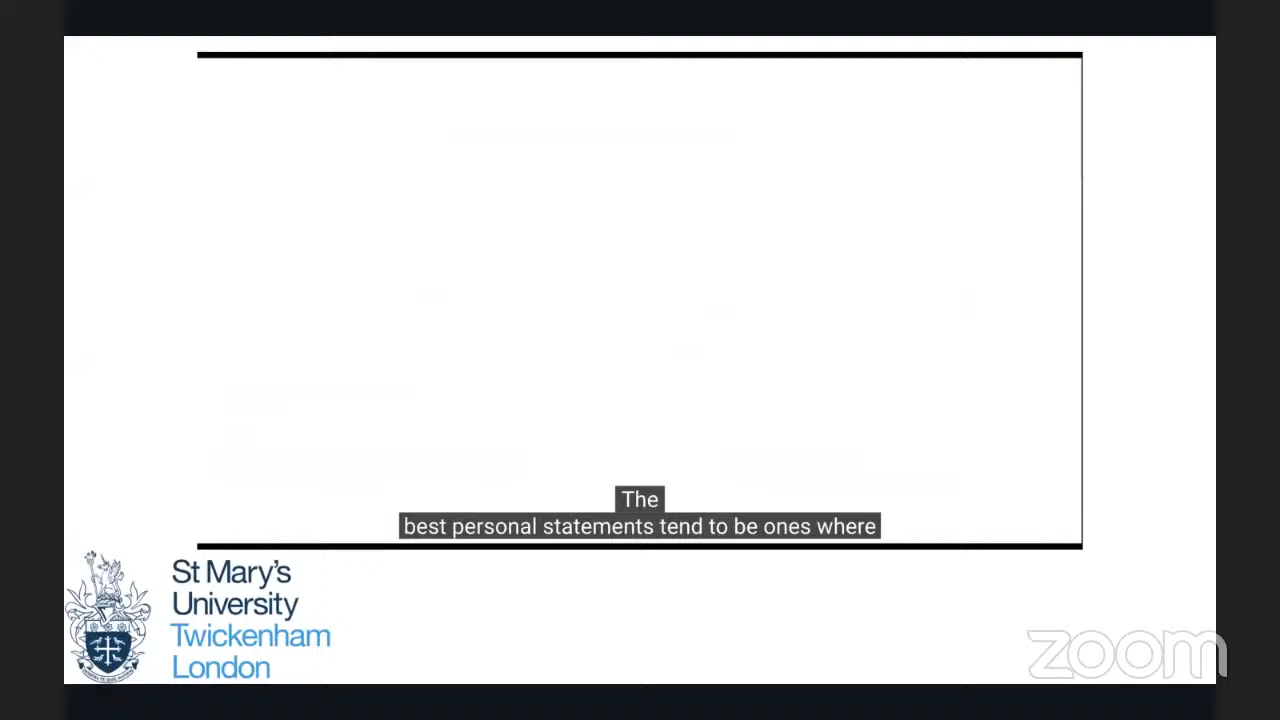 The
best personal statements tend to be ones where
St Mary's
University
Twickenham
London
zoom